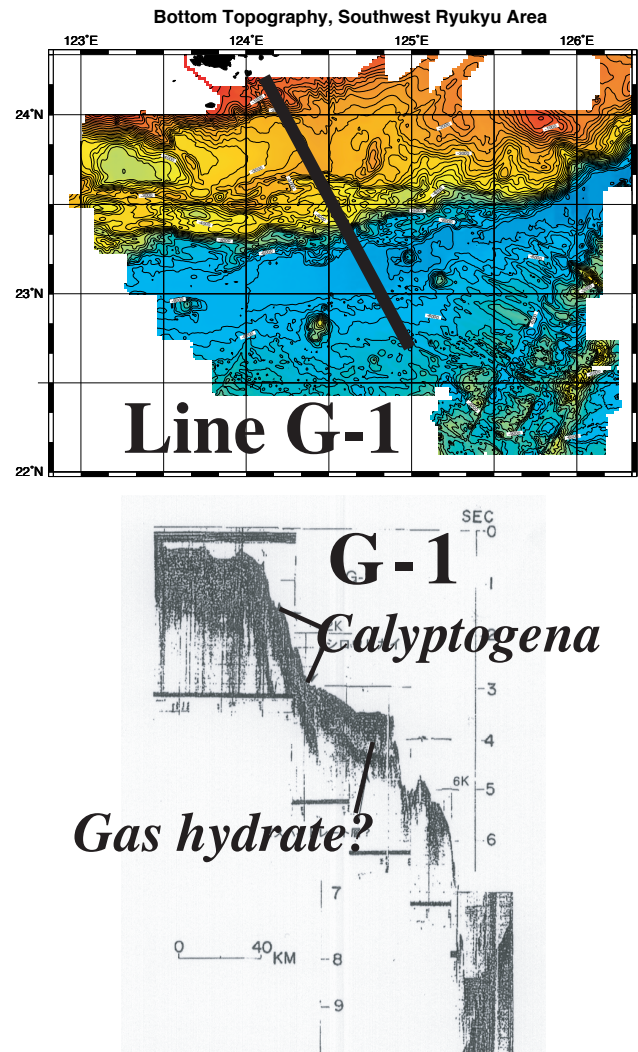 Bottom Topography, Southwest Ryukyu Area
123˚E 124˚E 125˚E 126˚E
24˚N
23˚N
22˚N
Line G-1
SEC
0
G-1
1
Calyptogena
2
3
4
6K
5
Gas hydrate?
6
7
0 40 KM
8
9